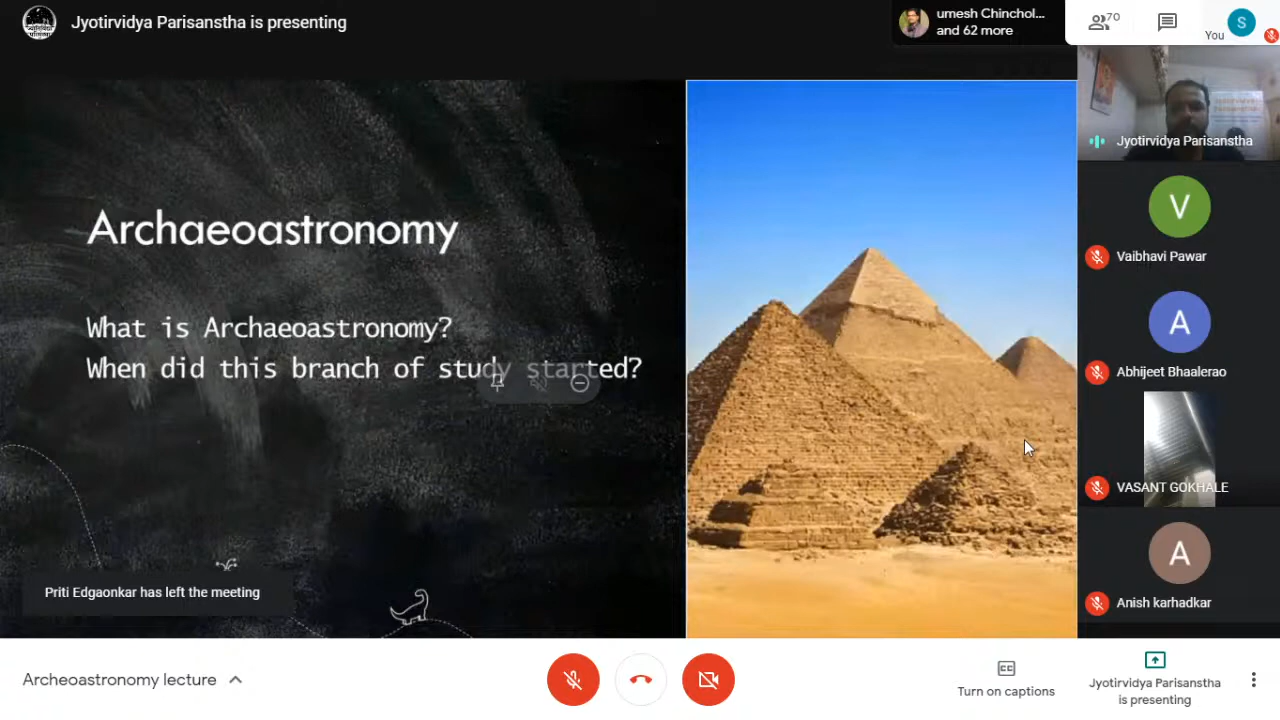 Jyotirvidya Parisanstha is presenting
umesh Chinchol...
and 62 more
70
You
S
Jyotirvidya Parisanstha
Archaeoastronomy
What is Archaeoastronomy?
When did this branch of study started?
V
Vaibhavi Pawar
A
Abhijeet Bhaalerao
VASANT GOKHALE
A
Anish karhadkar
Priti Edgaonkar has left the meeting
Archeoastronomy lecture
CC
Turn on captions
Jyotirvidya Parisanstha
is presenting